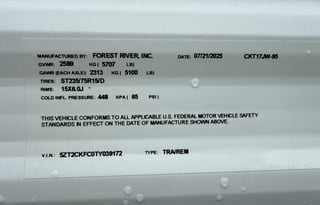 MANUFACTURED BY: FOREST RIVER, INC. DATE: 07/21/2025 CKT17JW-95
GVWR: 2589 KG ( 5707 LB)
GAWR (EACH AXLE): 2313 KG ( 5100 LB)
TIRES: ST235/75R15/D
RIMS: 15X6.0J
COLD INFL. PRESSURE: 448 KPA ( 65 PSI)
THIS VEHICLE CONFORMS TO ALL APPLICABLE U.S. FEDERAL MOTOR VEHICLE SAFETY
STANDARDS IN EFFECT ON THE DATE OF MANUFACTURE SHOWN ABOVE.
V.I.N.: 5ZT2CKFC0TY039172 TYPE: TRA/REM